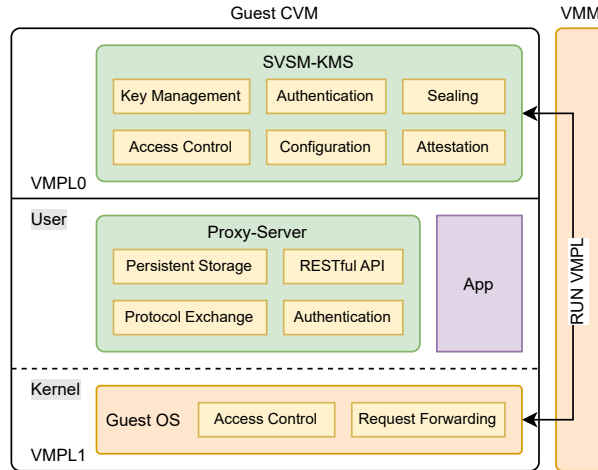 Guest CVM
VMM
SVSM-KMS
Key Management
Authentication
Sealing
Access Control
Configuration
Attestation
VMPL0
User
Proxy-Server
Persistent Storage
RESTful API
App
Protocol Exchange
Authentication
RUN VMPL
Kernel
Guest OS
Access Control
Request Forwarding
VMPL1